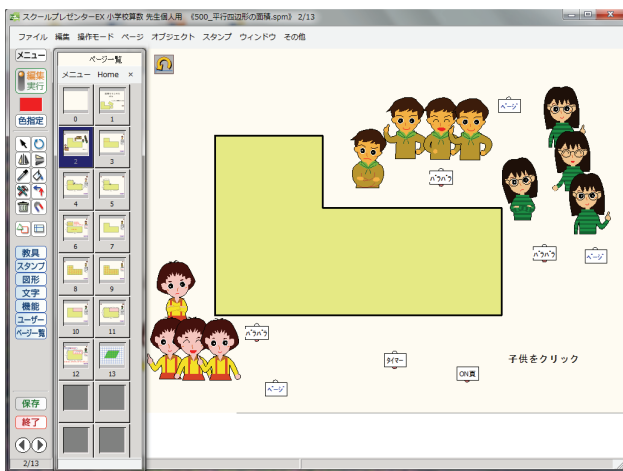 スクールプレゼンターEX 小学校算数 先生個人用 《500_平行四辺形の面積.spm》 2/13
ファイル 編集 操作モード ページ オブジェクト スタンプ ウィンドウ その他
メニュー
編集
実行
色指定
教具
スタンプ
図形
文字
機能
ユーザー
ページ一覧
保存
終了
2/13
ページ一覧
メニュー Home ×
0 1
2 3
4 5
6 7
8 9
10 11
12 13
ページ
パラパラ
パラパラ
ページ
パラパラ
タイマー
ON頁
ページ
子供をクリック